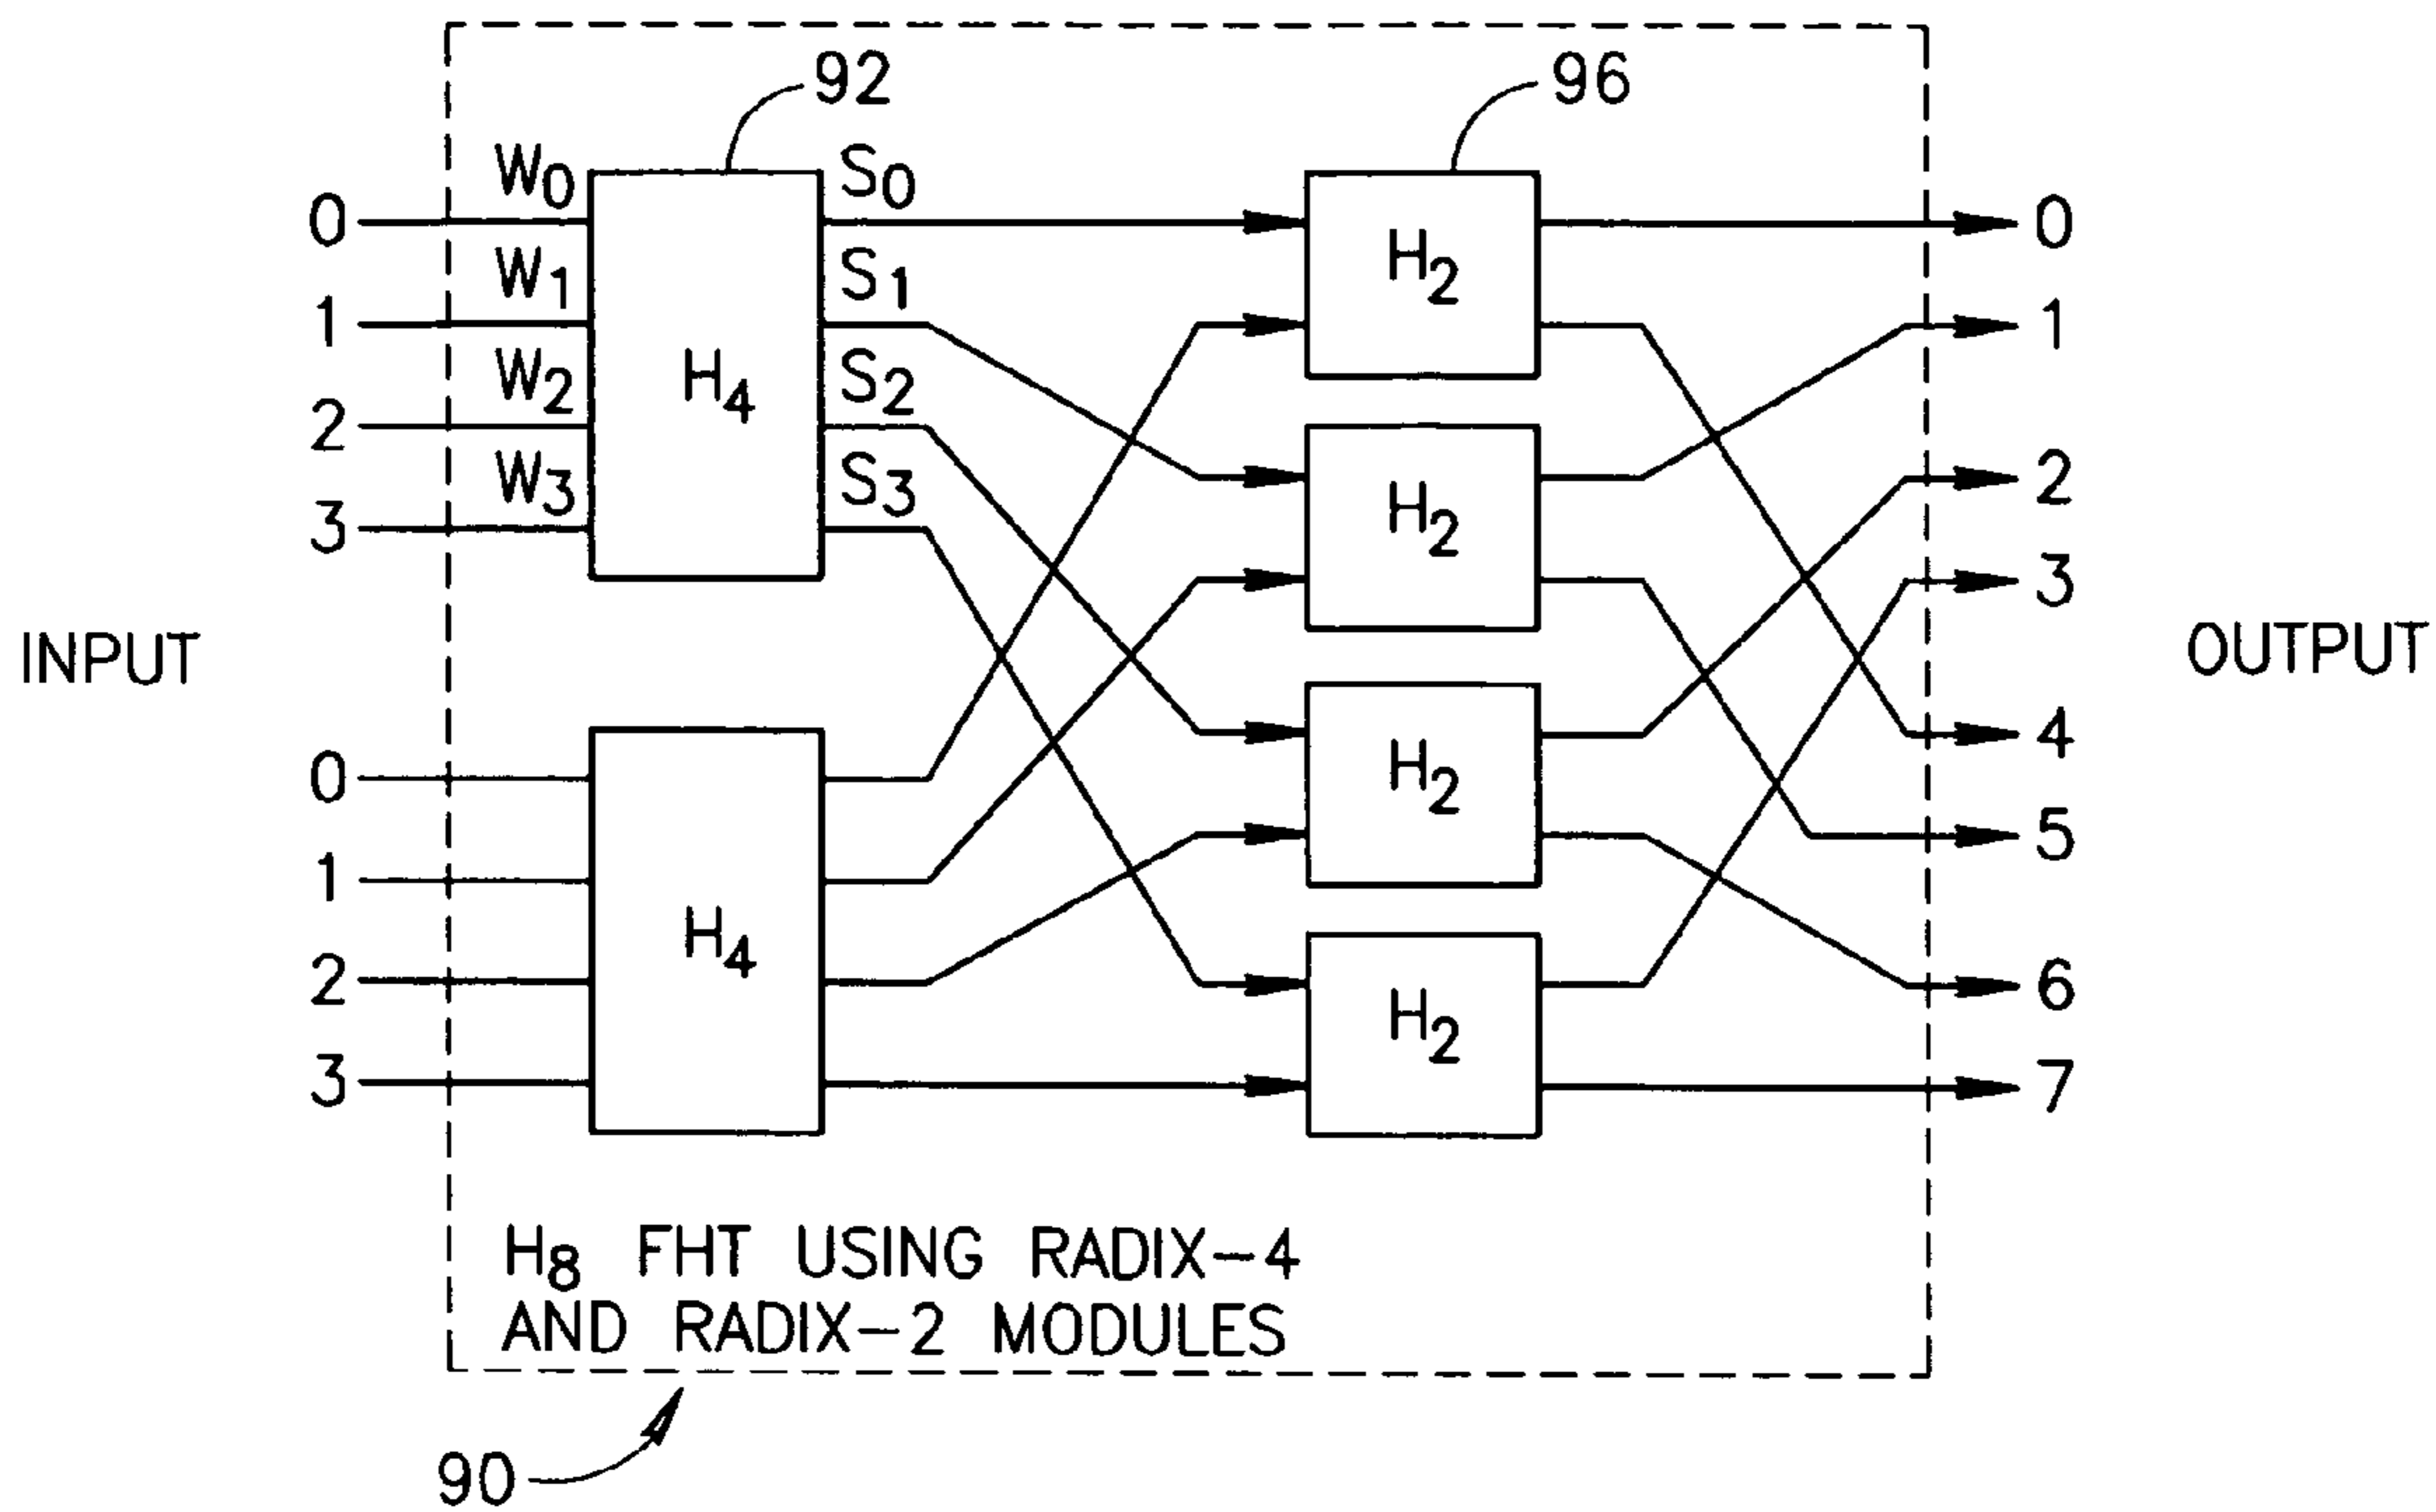 92
96
W0
S0
0
0
W1
S1
H2
1
1
W2
S2
H4
2
2
W3
S3
H2
3
3
INPUT
OUTPUT
H2
4
0
5
1
H4
2
H2
6
3
7
H8 FHT USING RADIX-4
AND RADIX-2 MODULES
90